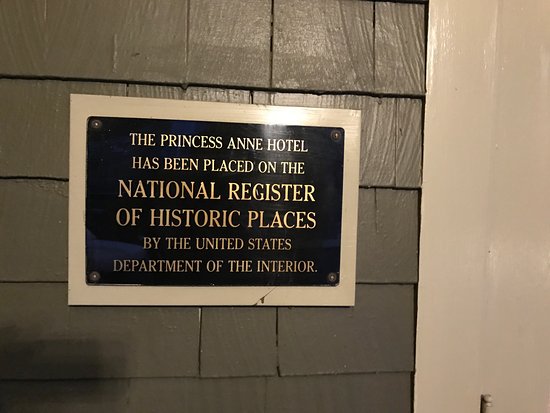 THE PRINCESS ANNE HOTEL
HAS BEEN PLACED ON THE
NATIONAL REGISTER
OF HISTORIC PLACES
BY THE UNITED STATES
DEPARTMENT OF THE INTERIOR.